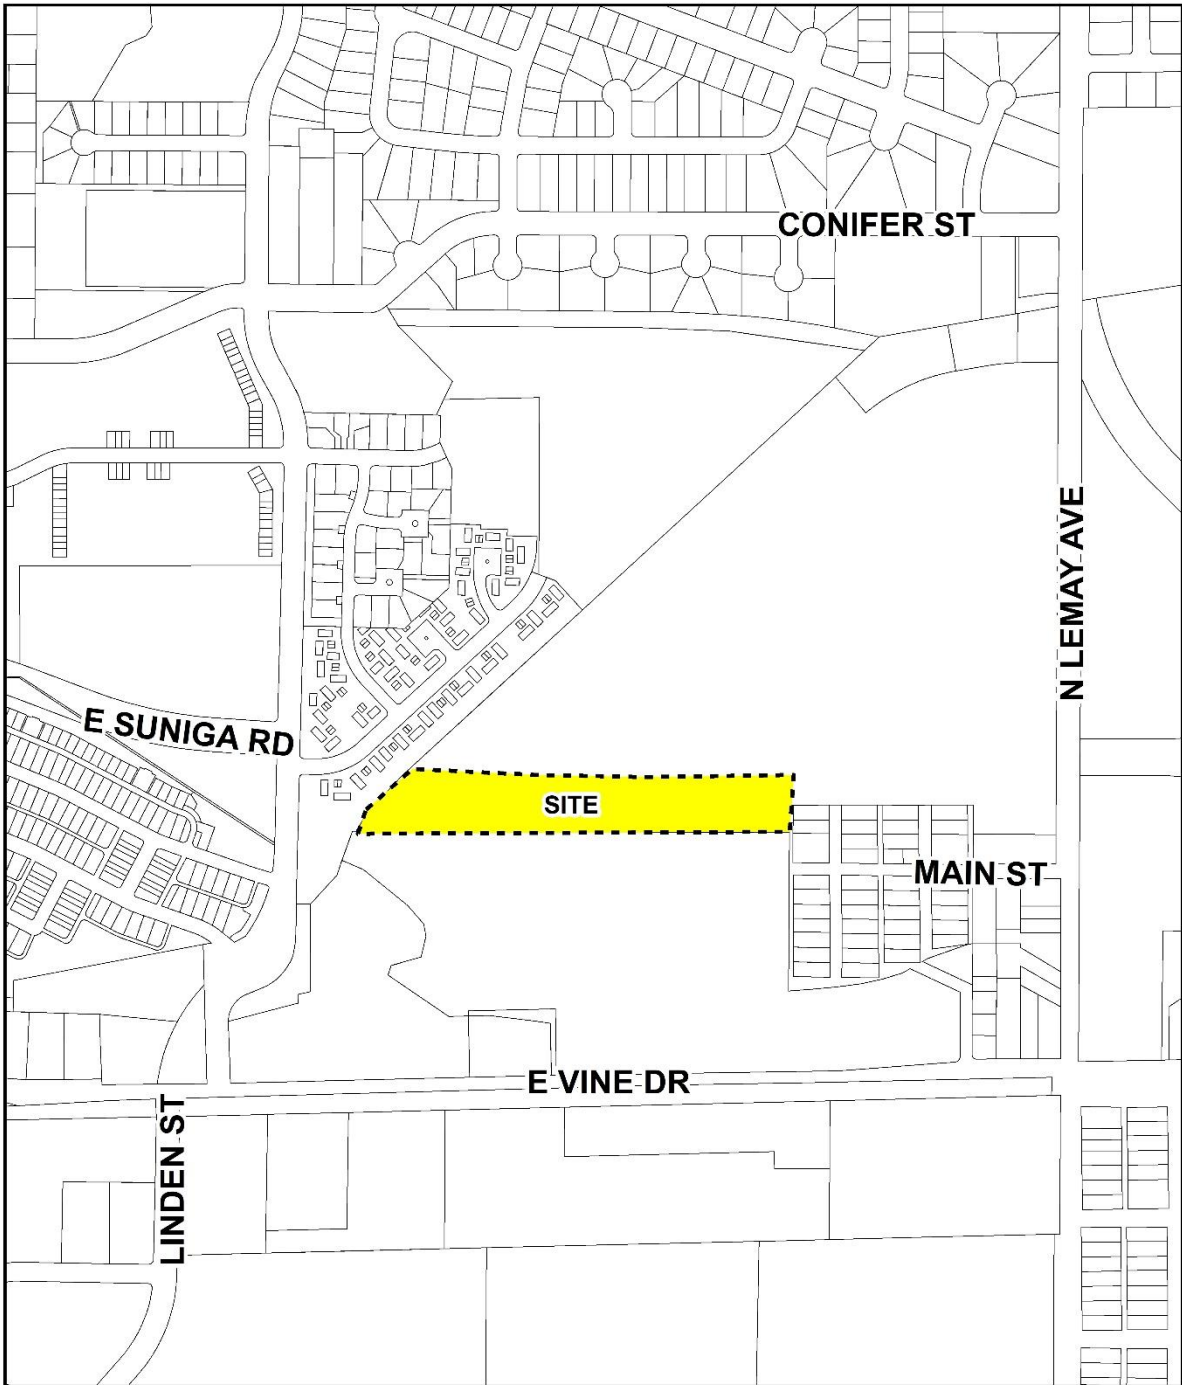 CONIFER ST
N LEMAY AVE
E SUNIGA RD
SITE
MAIN ST
E VINE DR
LINDEN ST